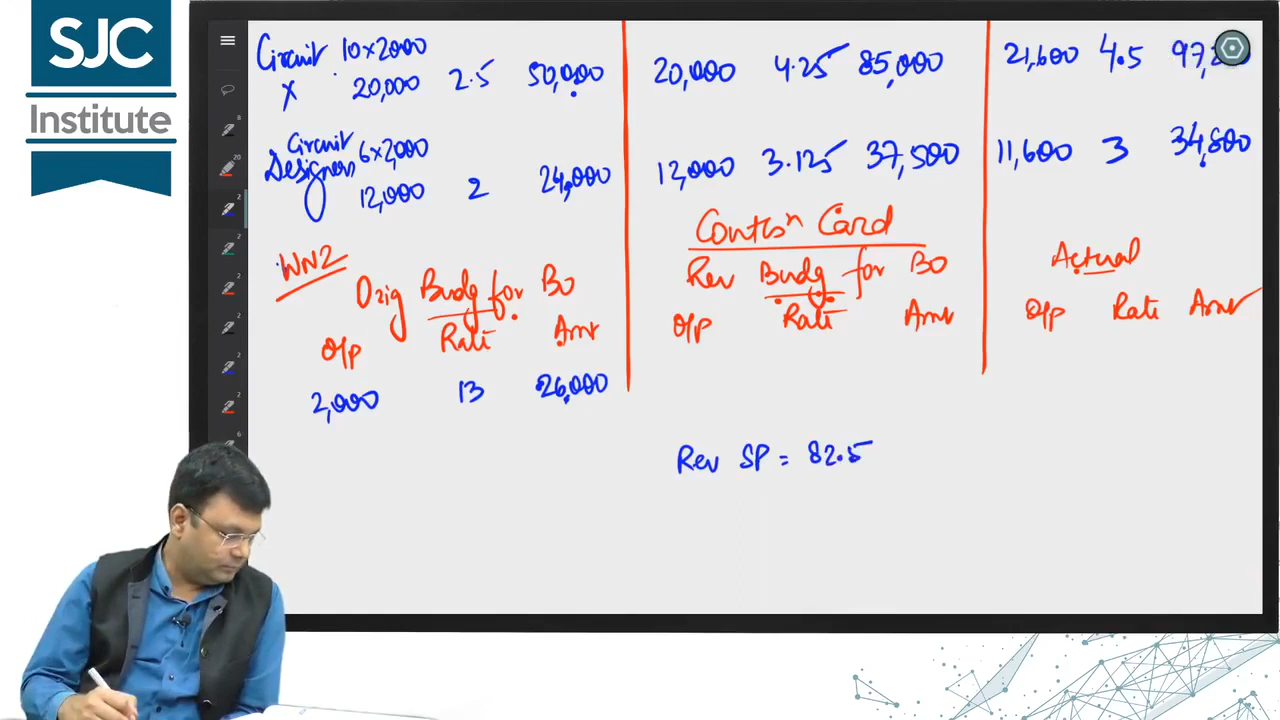 SJC
Institute
Circuit X 10×2000 20,000 2.5 50,000
20,000 4.25 85,000
21,600 4.5
Circuit Designer 6×2,000 12,000 2 24,000
12,000 3.125 37,500
11,600 3 34,800
WN2
Orig Budg for BO
O/p Rate Amt
2,000 13 26,000
Contbn Card
Rev Budg for BO
O/p Rate Amt
Rev SP = 82.5
Actual
O/p Rate Amt